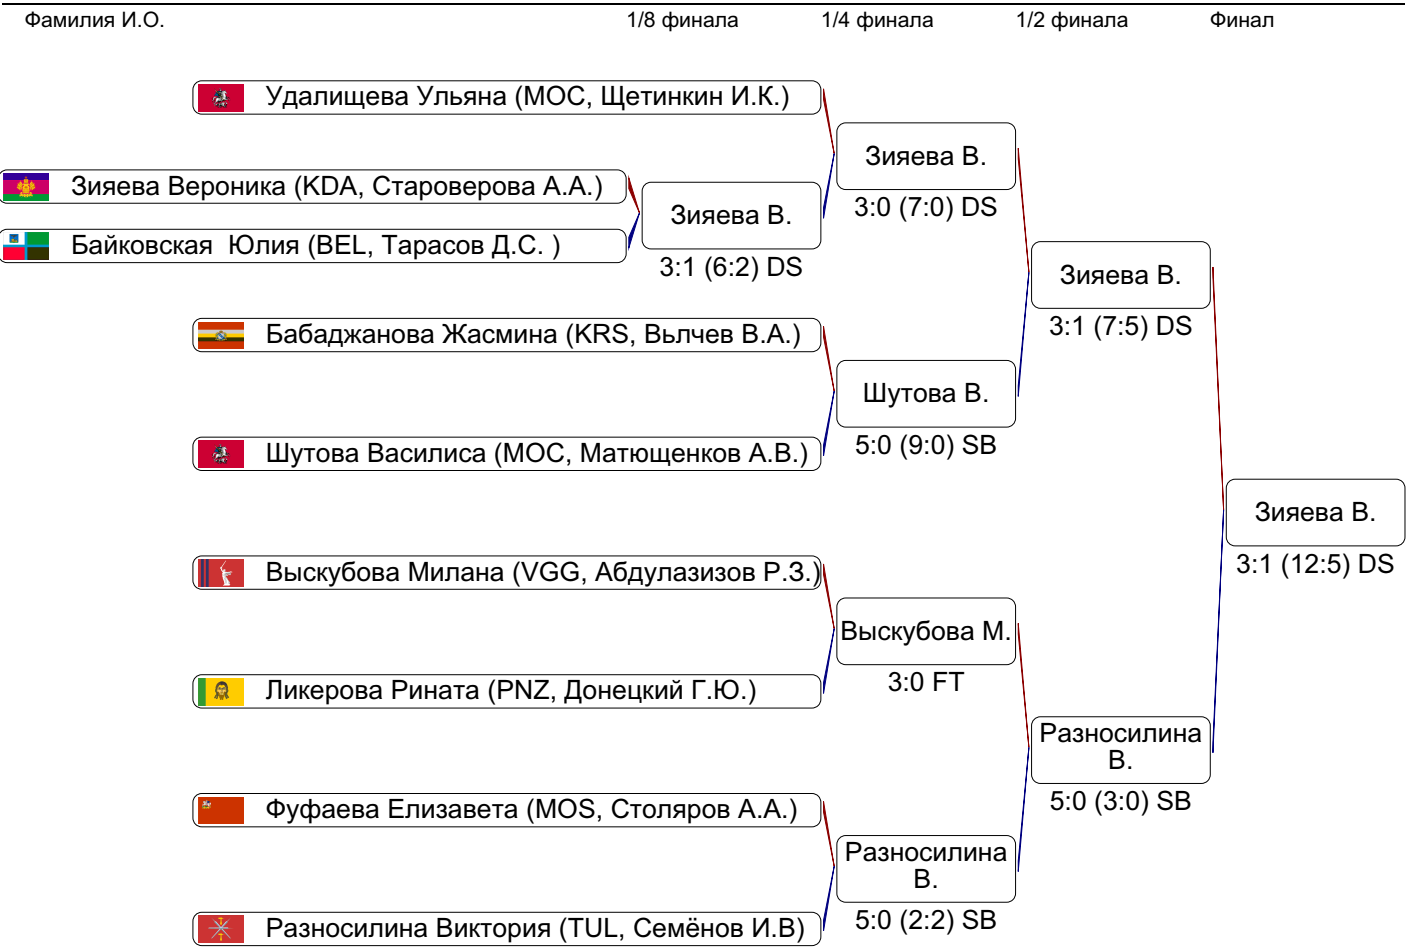 Фамилия И.О. 1/8 финала 1/4 финала 1/2 финала Финал
Удалищева Ульяна (МОС, Щетинкин И.К.)
Зияева В.
3:0 (7:0) DS
Зияева Вероника (KDA, Староверова А.А.)
Зияева В.
3:1 (6:2) DS
Байковская  Юлия (BEL, Тарасов Д.С. )
Зияева В.
3:1 (7:5) DS
Бабаджанова Жасмина (KRS, Вьлчев В.А.)
Шутова В.
5:0 (9:0) SB
Шутова Василиса (МОС, Матющенков А.В.)
Зияева В.
3:1 (12:5) DS
Выскубова Милана (VGG, Абдулазизов Р.З.)
Выскубова М.
3:0 FT
Ликерова Рината (PNZ, Донецкий Г.Ю.)
Разносилина
В.
5:0 (3:0) SB
Фуфаева Елизавета (MOS, Столяров А.А.)
Разносилина
В.
5:0 (2:2) SB
Разносилина Виктория (TUL, Семёнов И.В)